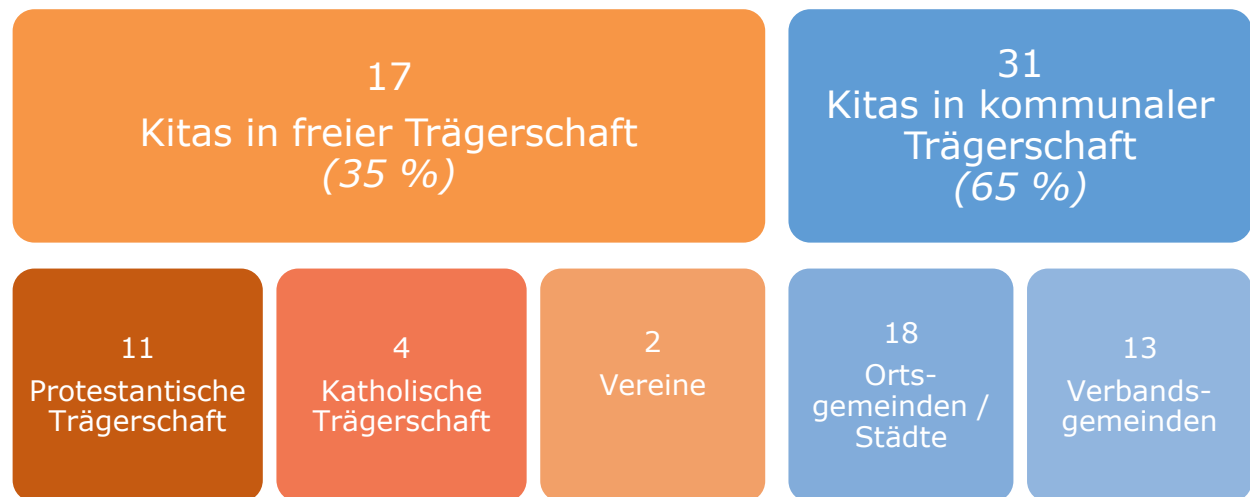 17
Kitas in freier Trägerschaft
(35 %)
31
Kitas in kommunaler
Trägerschaft
(65 %)
11
Protestantische
Trägerschaft
4
Katholische
Trägerschaft
2
Vereine
18
Orts-
gemeinden /
Städte
13
Verbands-
gemeinden